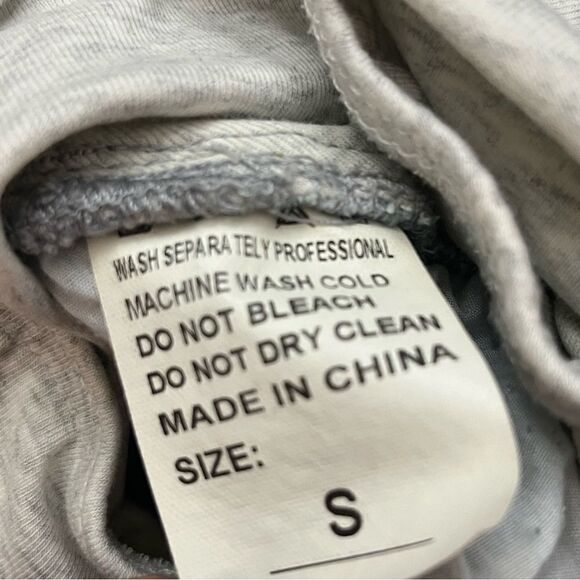 WASH SEPARATELY PROFESSIONAL
MACHINE WASH COLD
DO NOT BLEACH
DO NOT DRY CLEAN
MADE IN CHINA
SIZE:
S